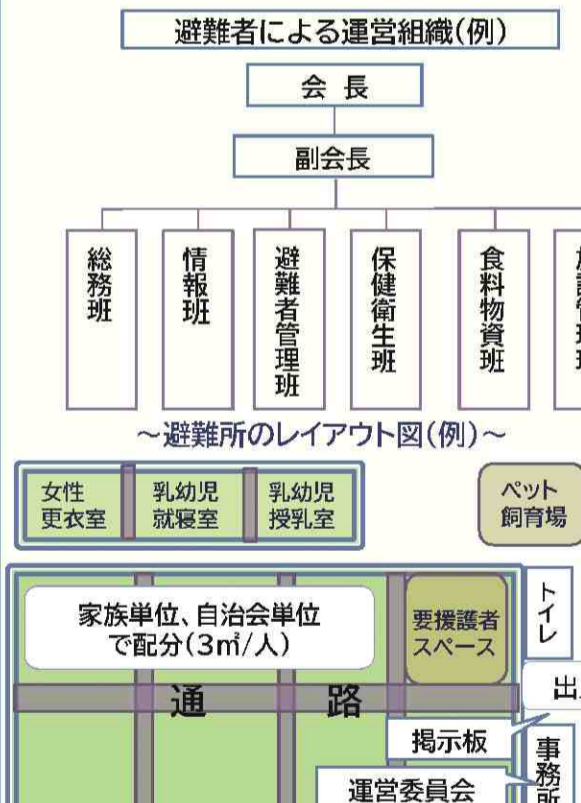 避難者による運営組織(例)
会 長
副会長
総務班
情報班
避難者管理班
保健衛生班
食料物資班
～避難所のレイアウト図(例)～
女性
更衣室
乳幼児
就寝室
乳幼児
授乳室
ペット
飼育場
家族単位、自治会単位
で配分(3㎡/人)
要援護者
スペース
トイレ
通 路
出
掲示板
事務所
運営委員会